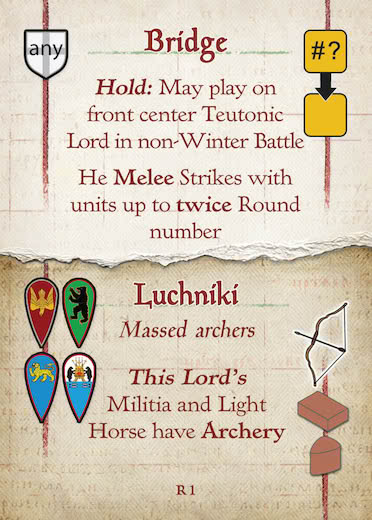 any
Bridge
#?
Hold: May play on
front center Teutonic
Lord in non-Winter Battle
He Melee Strikes with
units up to twice Round
number
Luchniki
Massed archers
This Lord's
Militia and Light
Horse have Archery
R1